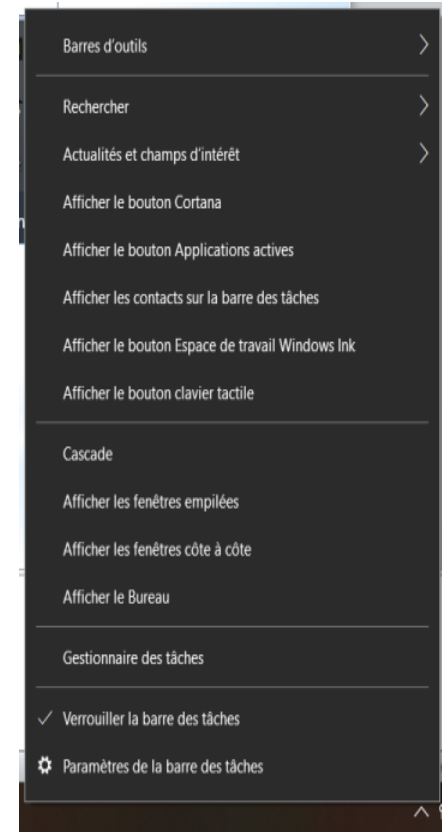 Barres d'outils
Rechercher
Actualités et champs d'intérêt
Afficher le bouton Cortana
Afficher le bouton Applications actives
Afficher les contacts sur la barre des tâches
Afficher le bouton Espace de travail Windows Ink
Afficher le bouton clavier tactile
Cascade
Afficher les fenêtres empilées
Afficher les fenêtres côte à côte
Afficher le Bureau
Gestionnaire des tâches
Verrouiller la barre des tâches
Paramètres de la barre des tâches